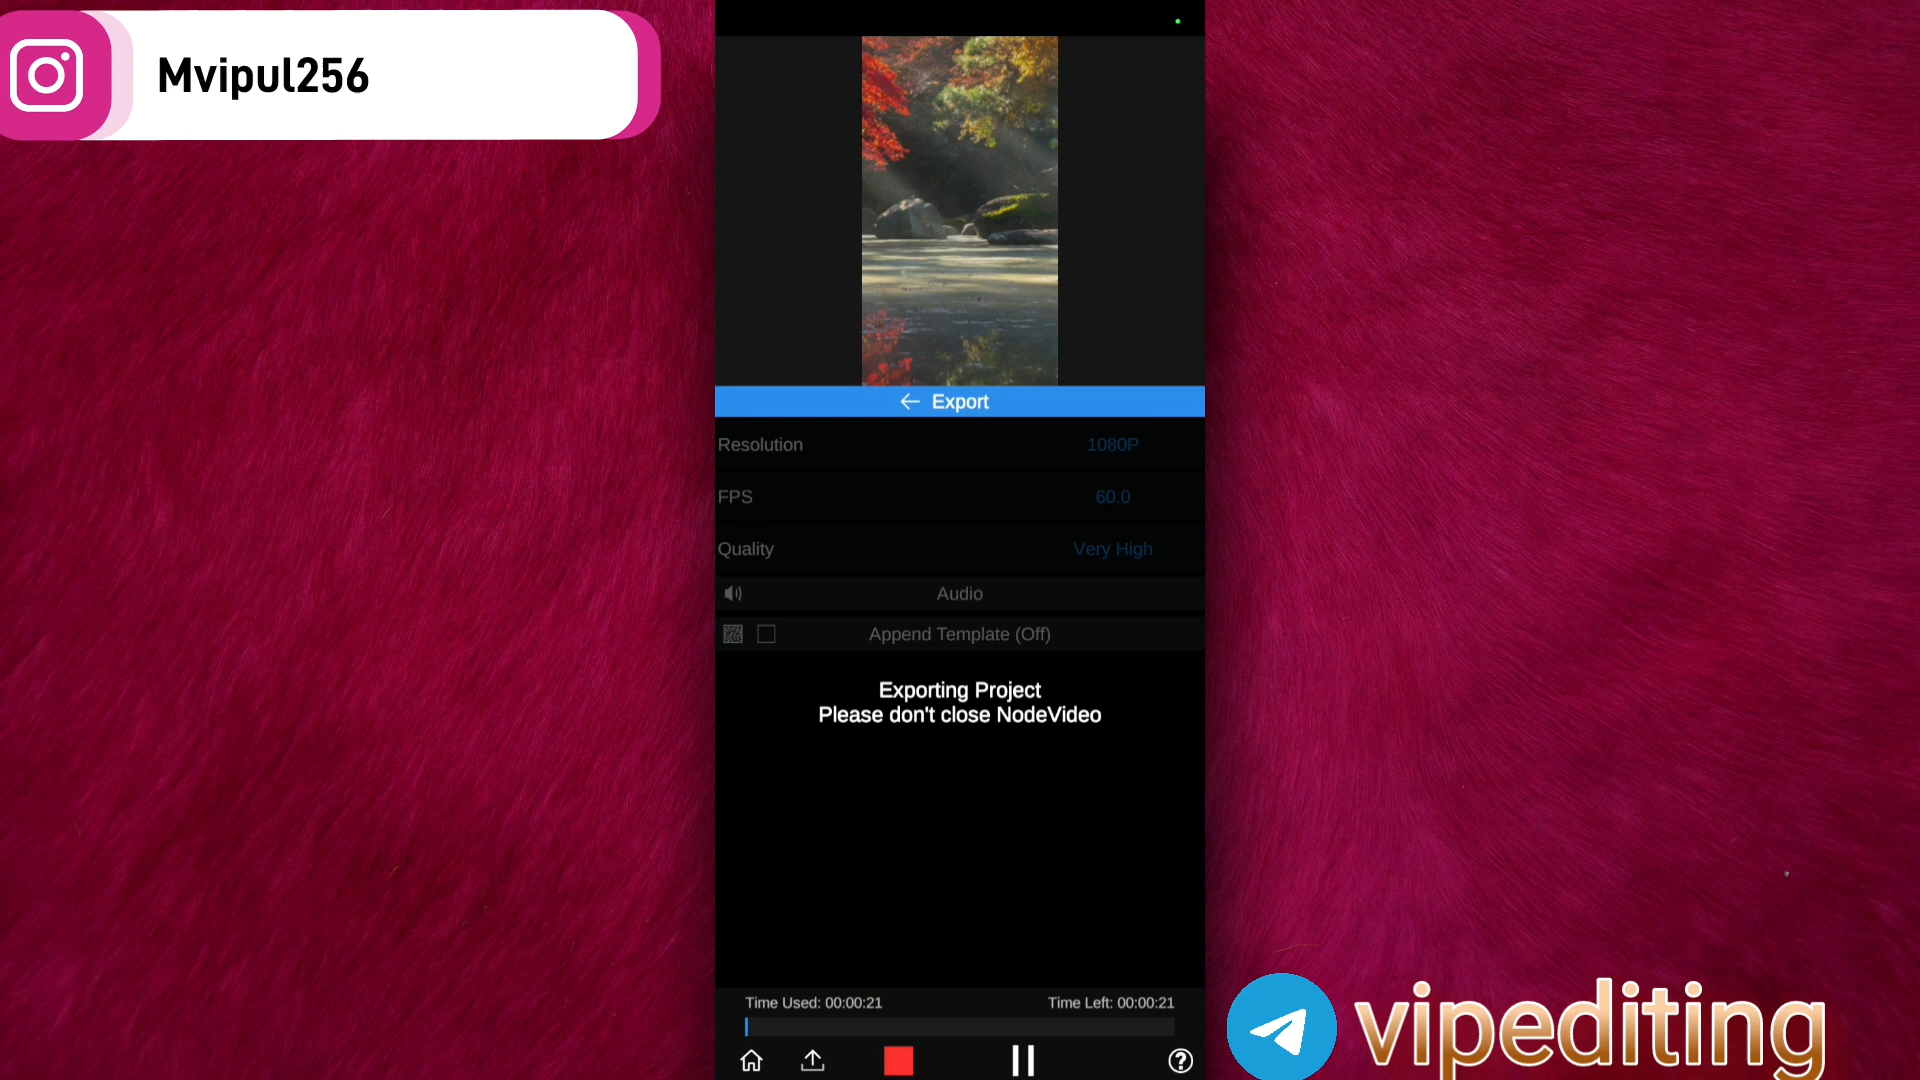 Mvipul256
Export
Resolution 1080P
FPS 60.0
Quality Very High
Audio
Append Template (Off)
Exporting Project
Please don't close NodeVideo
Time Used: 00:00:21 Time Left: 00:00:21
vipediting